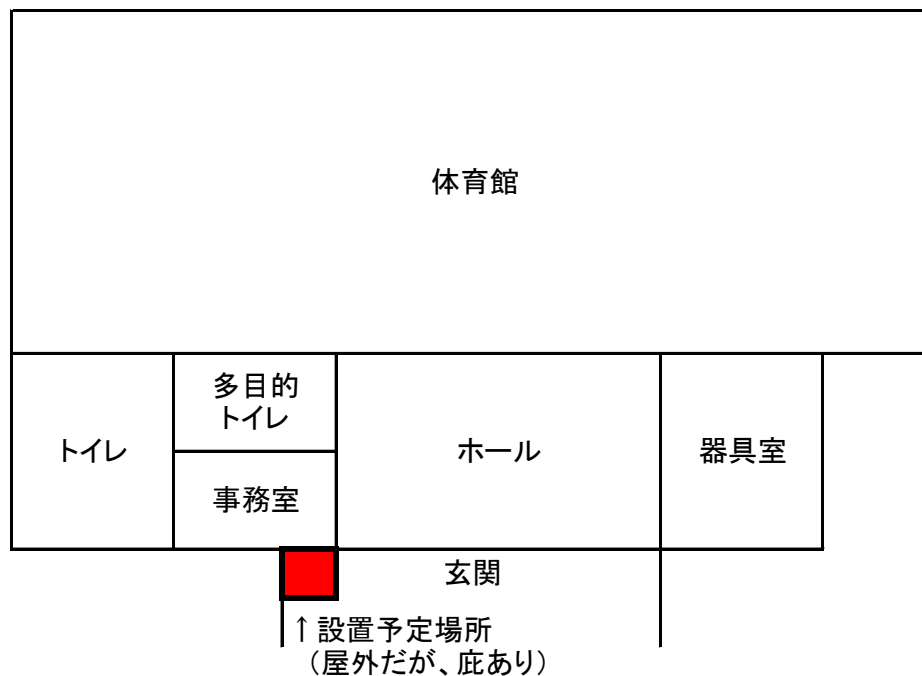 体育館
多目的
トイレ
トイレ
ホール
器具室
事務室
玄関
↑設置予定場所
（屋外だが、庇あり）